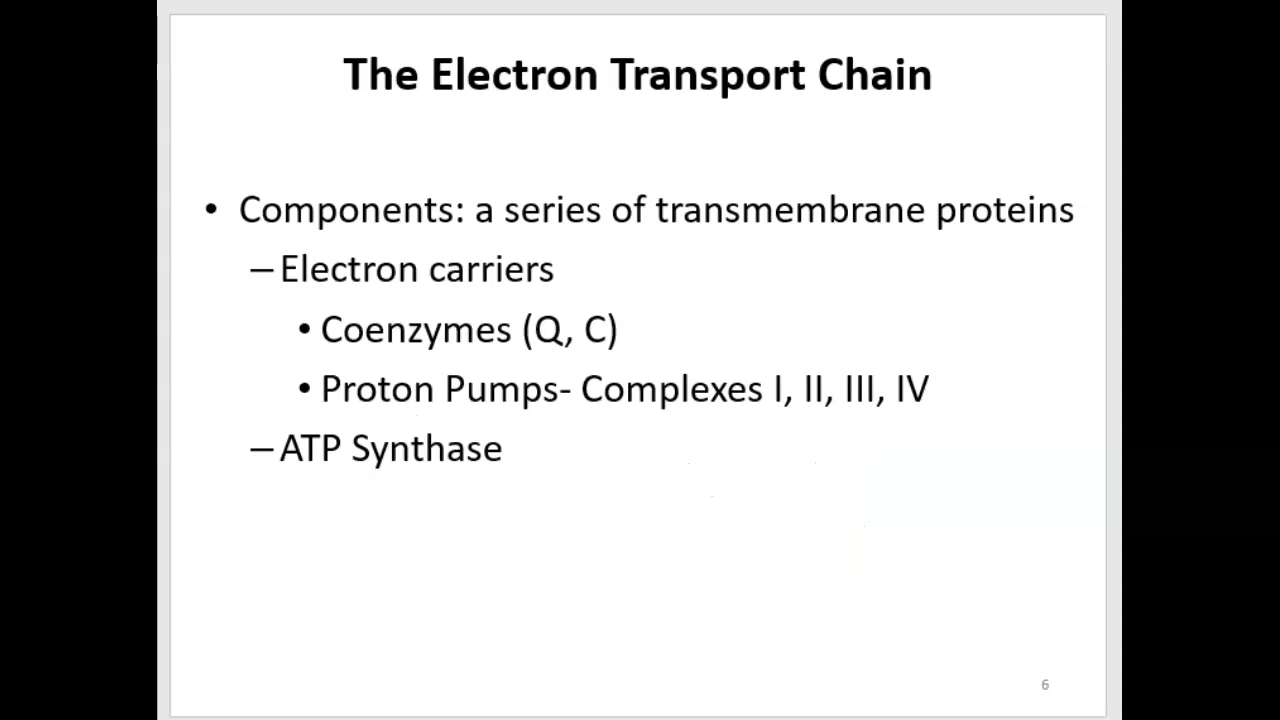 The Electron Transport Chain
• Components: a series of transmembrane proteins
– Electron carriers
• Coenzymes (Q, C)
• Proton Pumps- Complexes I, II, III, IV
– ATP Synthase
6